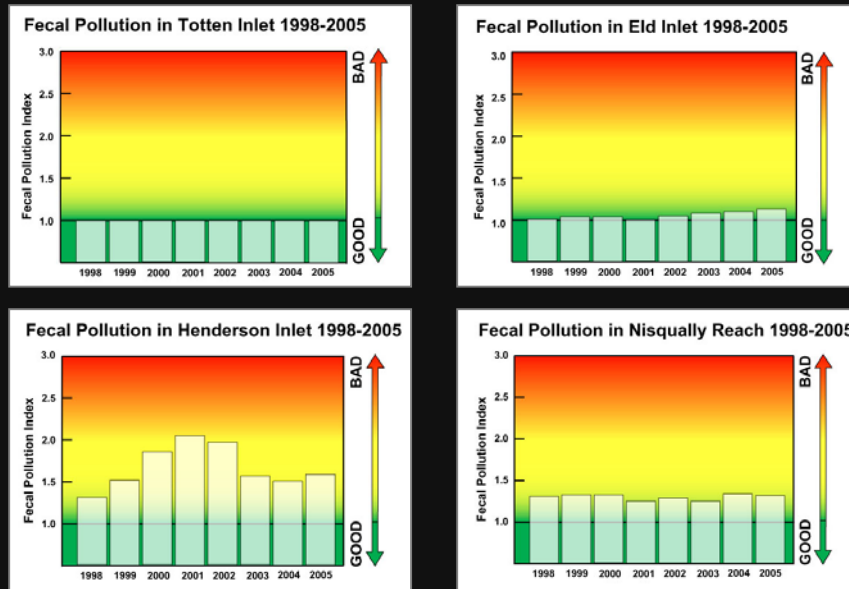 Fecal Pollution in Totten Inlet 1998-2005
Fecal Pollution Index
3.0
2.5
2.0
1.5
1.0
1998 1999 2000 2001 2002 2003 2004 2005
BAD
GOOD
Fecal Pollution in Eld Inlet 1998-2005
Fecal Pollution Index
3.0
2.5
2.0
1.5
1.0
1998 1999 2000 2001 2002 2003 2004 2005
BAD
GOOD
Fecal Pollution in Henderson Inlet 1998-2005
Fecal Pollution Index
3.0
2.5
2.0
1.5
1.0
1998 1999 2000 2001 2002 2003 2004 2005
BAD
GOOD
Fecal Pollution in Nisqually Reach 1998-2005
Fecal Pollution Index
3.0
2.5
2.0
1.5
1.0
1998 1999 2000 2001 2002 2003 2004 2005
BAD
GOOD